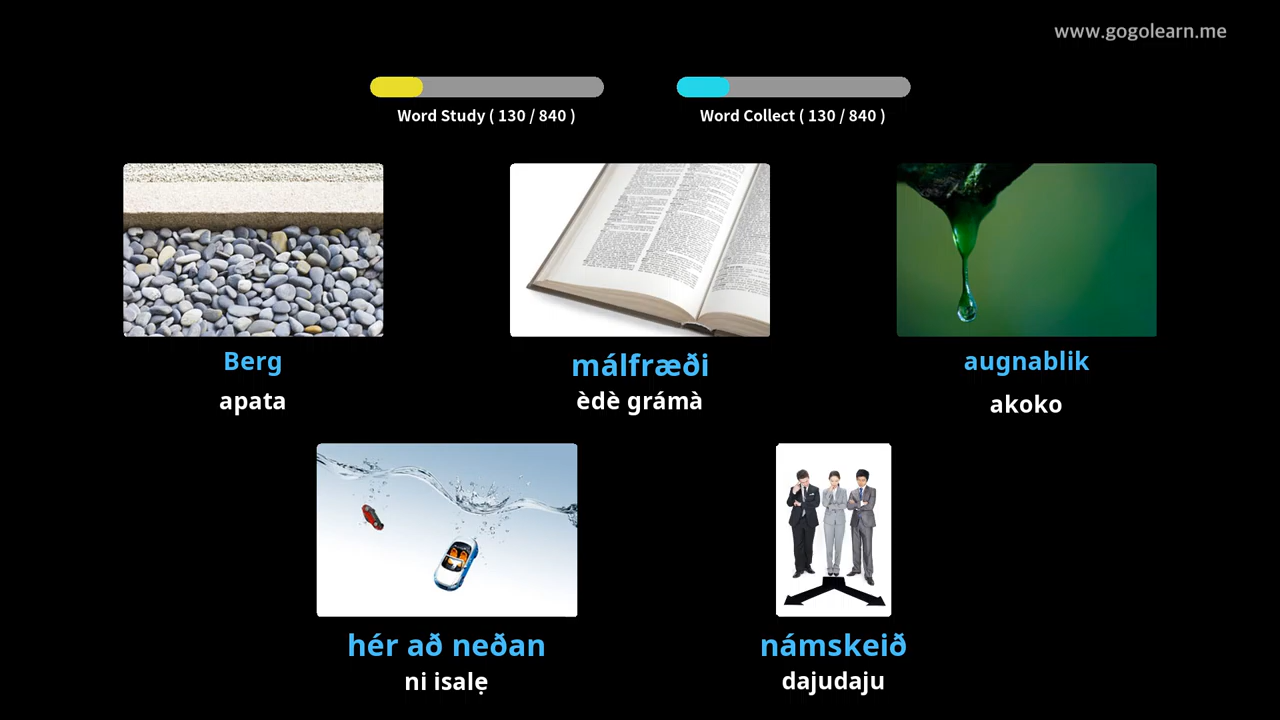 www.gogolearn.me
Word Study ( 130 / 840 )
Word Collect ( 130 / 840 )
Berg
apata
málfræði
èdè grámà
augnablik
akoko
hér að neðan
ni isalẹ
námskeið
dajudaju